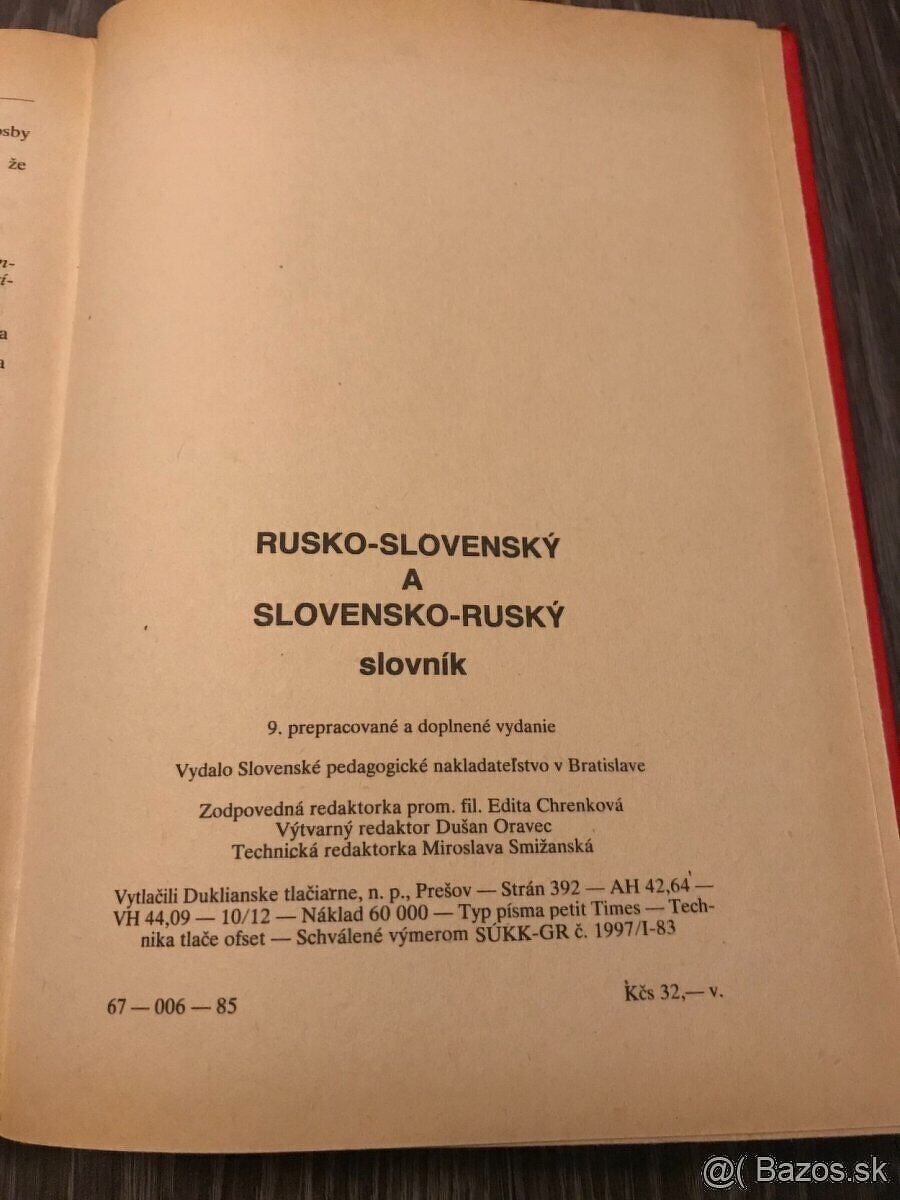 osby
že
n-
í-
a
a
RUSKO-SLOVENSKÝ
A
SLOVENSKO-RUSKÝ
slovník
9. prepracované a doplnené vydanie
Vydalo Slovenské pedagogické nakladateľstvo v Bratislave
Zodpovedná redaktorka prom. fil. Edita Chrenková
Výtvarný redaktor Dušan Oravec
Technická redaktorka Miroslava Smižanská
Vytlačili Duklianske tlačiarne, n. p., Prešov — Strán 392 — AH 42,64 —
VH 44,09 — 10/12 — Náklad 60 000 — Typ písma petit Times — Tech-
nika tlače ofset — Schválené výmerom SÚKK-GR č. 1997/I-83
67 — 006 — 85
Kčs 32,— v.
@( Bazos.sk